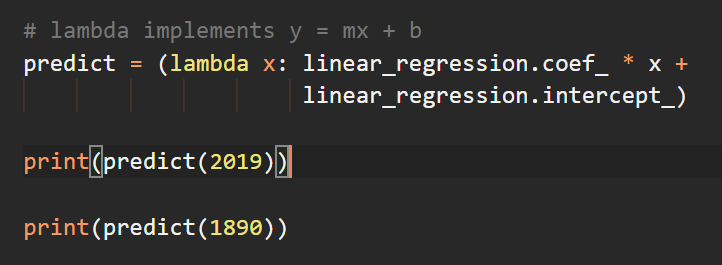 # lambda implements y = mx + b
predict = (lambda x: linear_regression.coef_ * x +
linear_regression.intercept_)
print(predict(2019))
print(predict(1890))